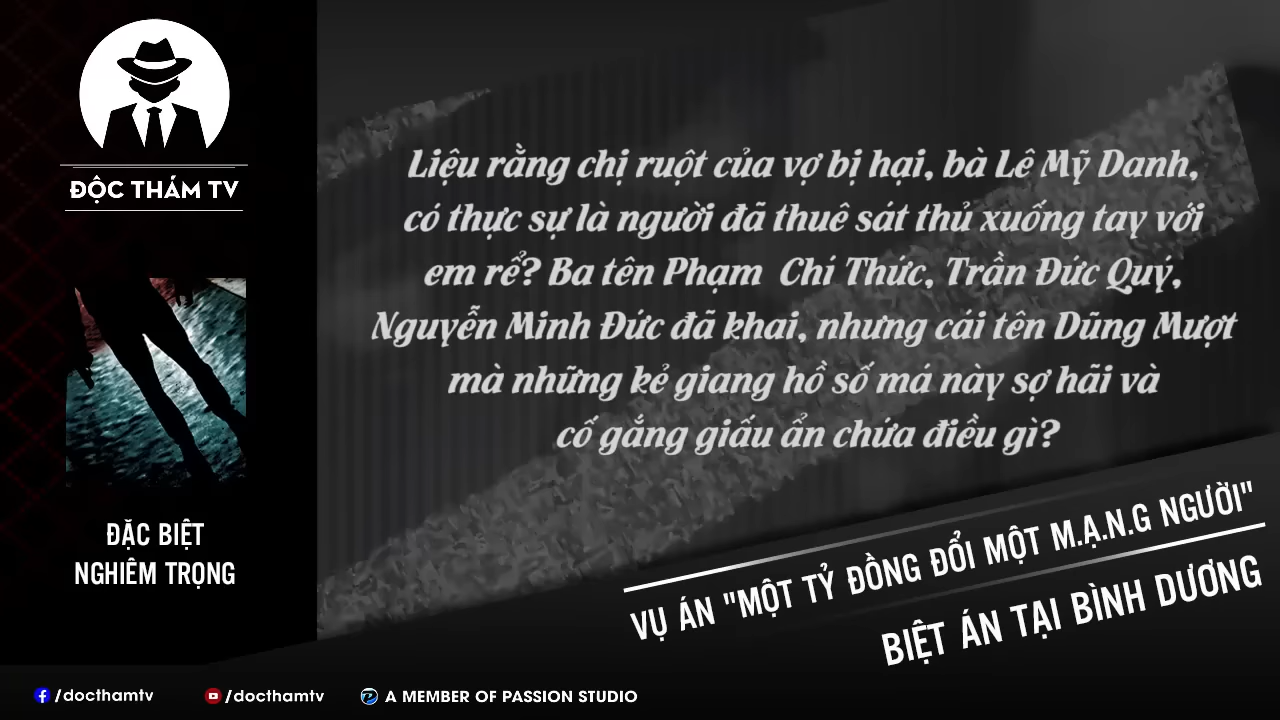 ĐỘC THÁM TV
ĐẶC BIỆT
NGHIÊM TRỌNG
Liệu rằng chị ruột của vợ bị hại, bà Lê Mỹ Danh,
có thực sự là người đã thuê sát thủ xuống tay với
em rể? Ba tên Phạm Chí Thức, Trần Đức Quý,
Nguyễn Minh Đức đã khai, nhưng cái tên Dũng Mượt
mà những kẻ giang hồ số má này sợ hãi và
cố gắng giấu ẩn chứa điều gì?
VỤ ÁN "MỘT TỶ ĐỒNG ĐỔI MỘT M.Ạ.N.G NGƯỜI"
BIỆT ÁN TẠI BÌNH DƯƠNG
/docthamtv
/docthamtv
A MEMBER OF PASSION STUDIO